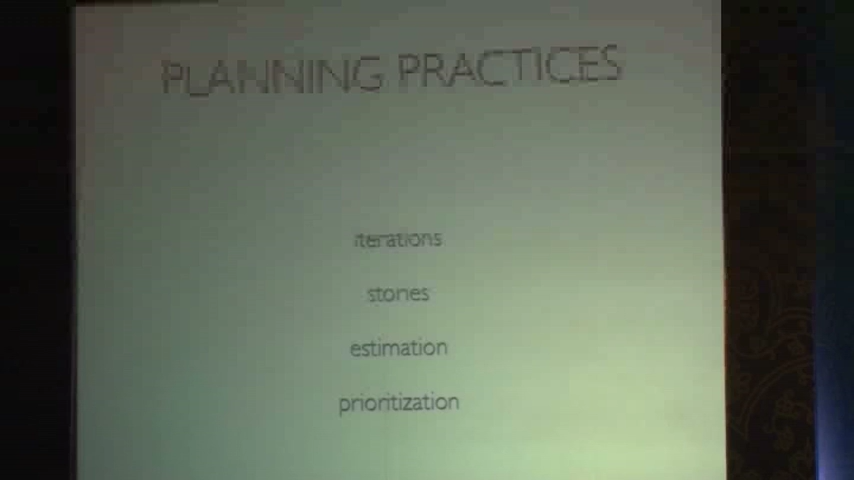 PLANNING PRACTICES
iterations
stories
estimation
prioritization